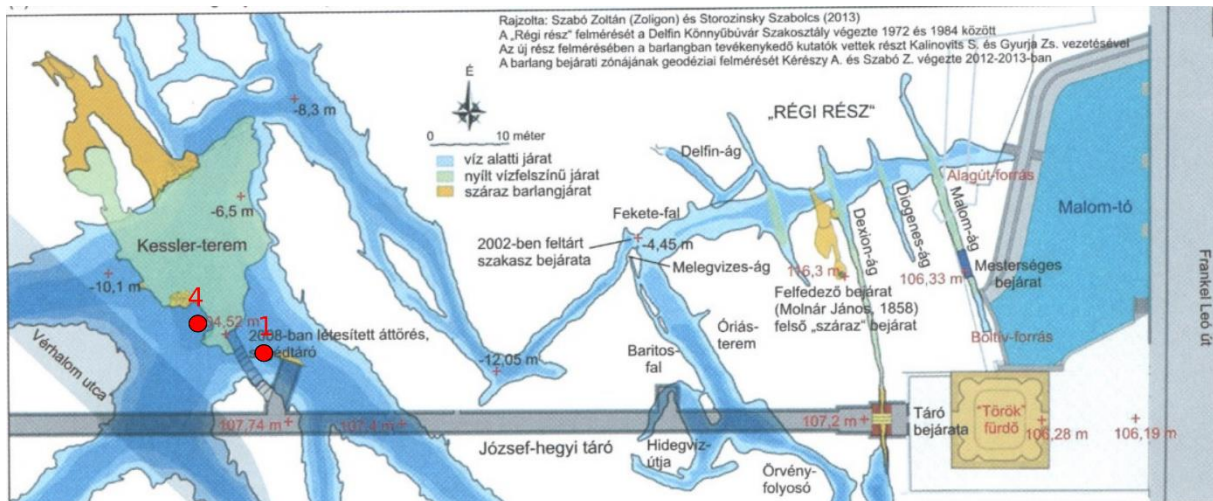 Rajzolta: Szabó Zoltán (Zoligon) és Storozinsky Szabolcs (2013)
A „Régi rész" felmérését a Delfin Könnyűbúvár Szakosztály végezte 1972 és 1984 között
Az új rész felmérésében a barlangban tevékenykedő kutatók vettek részt Kalinovits S. és Gyurja Zs. vezetésével
A barlang bejárati zónájának geodéziai felmérését Kérészy A. és Szabó Z. végezte 2012-2013-ban
É
0 10 méter
víz alatti járat
nyílt vízfelszínű járat
száraz barlangjárat
„RÉGI RÉSZ"
-8,3 m
Delfin-ág
Alagút-forrás
-6,5 m
Fekete-fal
Diogenes-ág
Malom-ág
Malom-tó
Kessler-terem
2002-ben feltárt
szakasz bejárata
-4,45 m
Dexion-ág
Melegvizes-ág
-10,1 m
116,3 m
106,33 m
Mesterséges
bejárat
Frankel Leó út
Felfedező bejárat
(Molnár János, 1858)
felső „száraz" bejárat
4
1
2008-ban létesített áttörés,
Óriás-
terem
Boltív-forrás
Vérhalom utca
-12,05 m
Baritos-
fal
107,74 m
József-hegyi táró
Hidegvíz-
útja
107,2 m
Táró
bejárata
"Török"
fürdő
106,28 m
106,19 m
Örvény-
folyosó